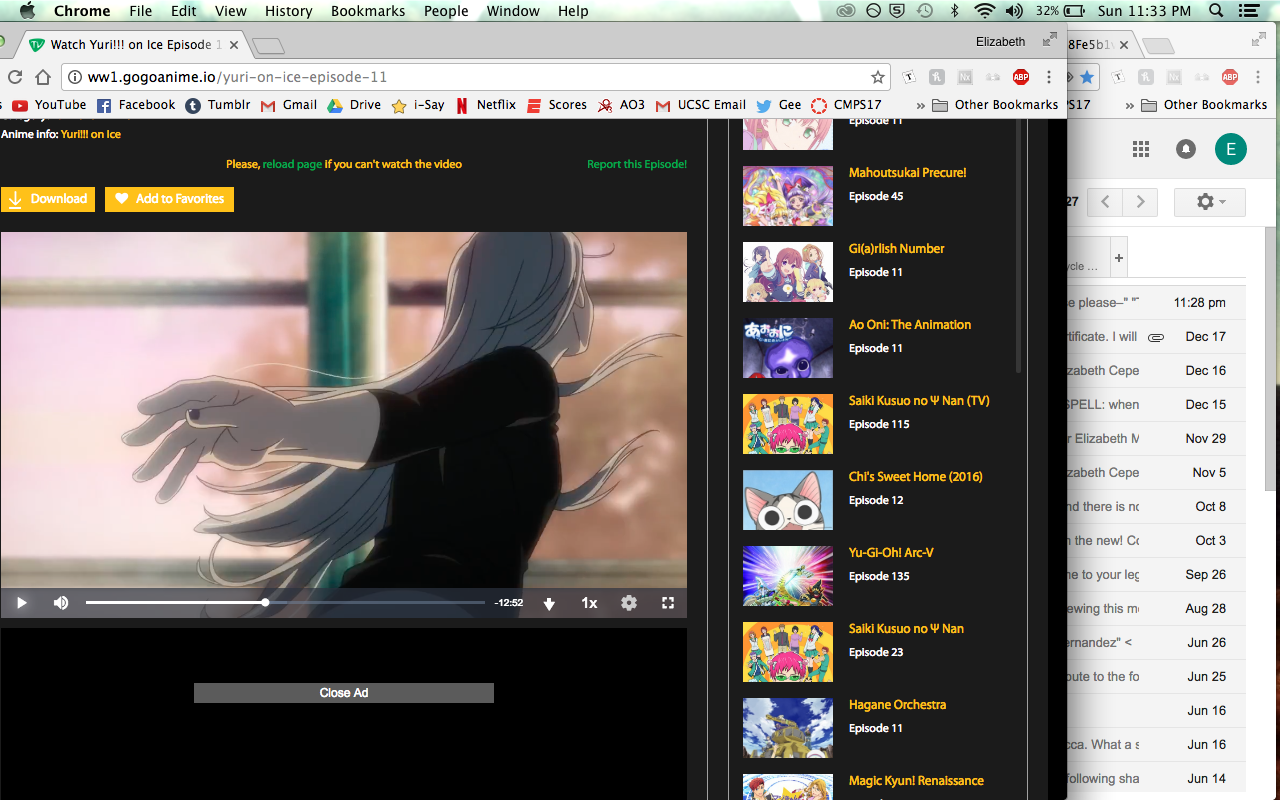 Chrome File Edit View History Bookmarks People Window Help 32% Sun 11:33 PM
Watch Yuri!!! on Ice Episode 1
Elizabeth
ww1.gogoanime.io/yuri-on-ice-episode-11
ABP
YouTube Facebook Tumblr Gmail Drive i-Say Netflix Scores AO3 UCSC Email Gee CMPS17 » Other Bookmarks
Anime info: Yuri!!! on Ice
Please, reload page if you can't watch the video
Report this Episode!
Download
Add to Favorites
-12:52
1x
Close Ad
Episode 11
Mahoutsukai Precure!
Episode 45
Gi(a)rlish Number
Episode 11
Ao Oni: The Animation
Episode 11
Saiki Kusuo no Ψ Nan (TV)
Episode 115
Chi's Sweet Home (2016)
Episode 12
Yu-Gi-Oh! Arc-V
Episode 135
Saiki Kusuo no Ψ Nan
Episode 23
Hagane Orchestra
Episode 11
Magic Kyun! Renaissance
8Fe5b1
ABP
PS17 » Other Bookmarks
E
27
ycle ...
e please–" "T 11:28 pm
rtificate. I will Dec 17
zabeth Cepe Dec 16
SPELL: when Dec 15
r Elizabeth M Nov 29
zabeth Cepe Nov 5
nd there is no Oct 8
n the new! Co Oct 3
ne to your leg Sep 26
ewing this m Aug 28
ernandez" < Jun 26
bute to the fo Jun 25
Jun 16
cca. What a s Jun 16
following sha Jun 14